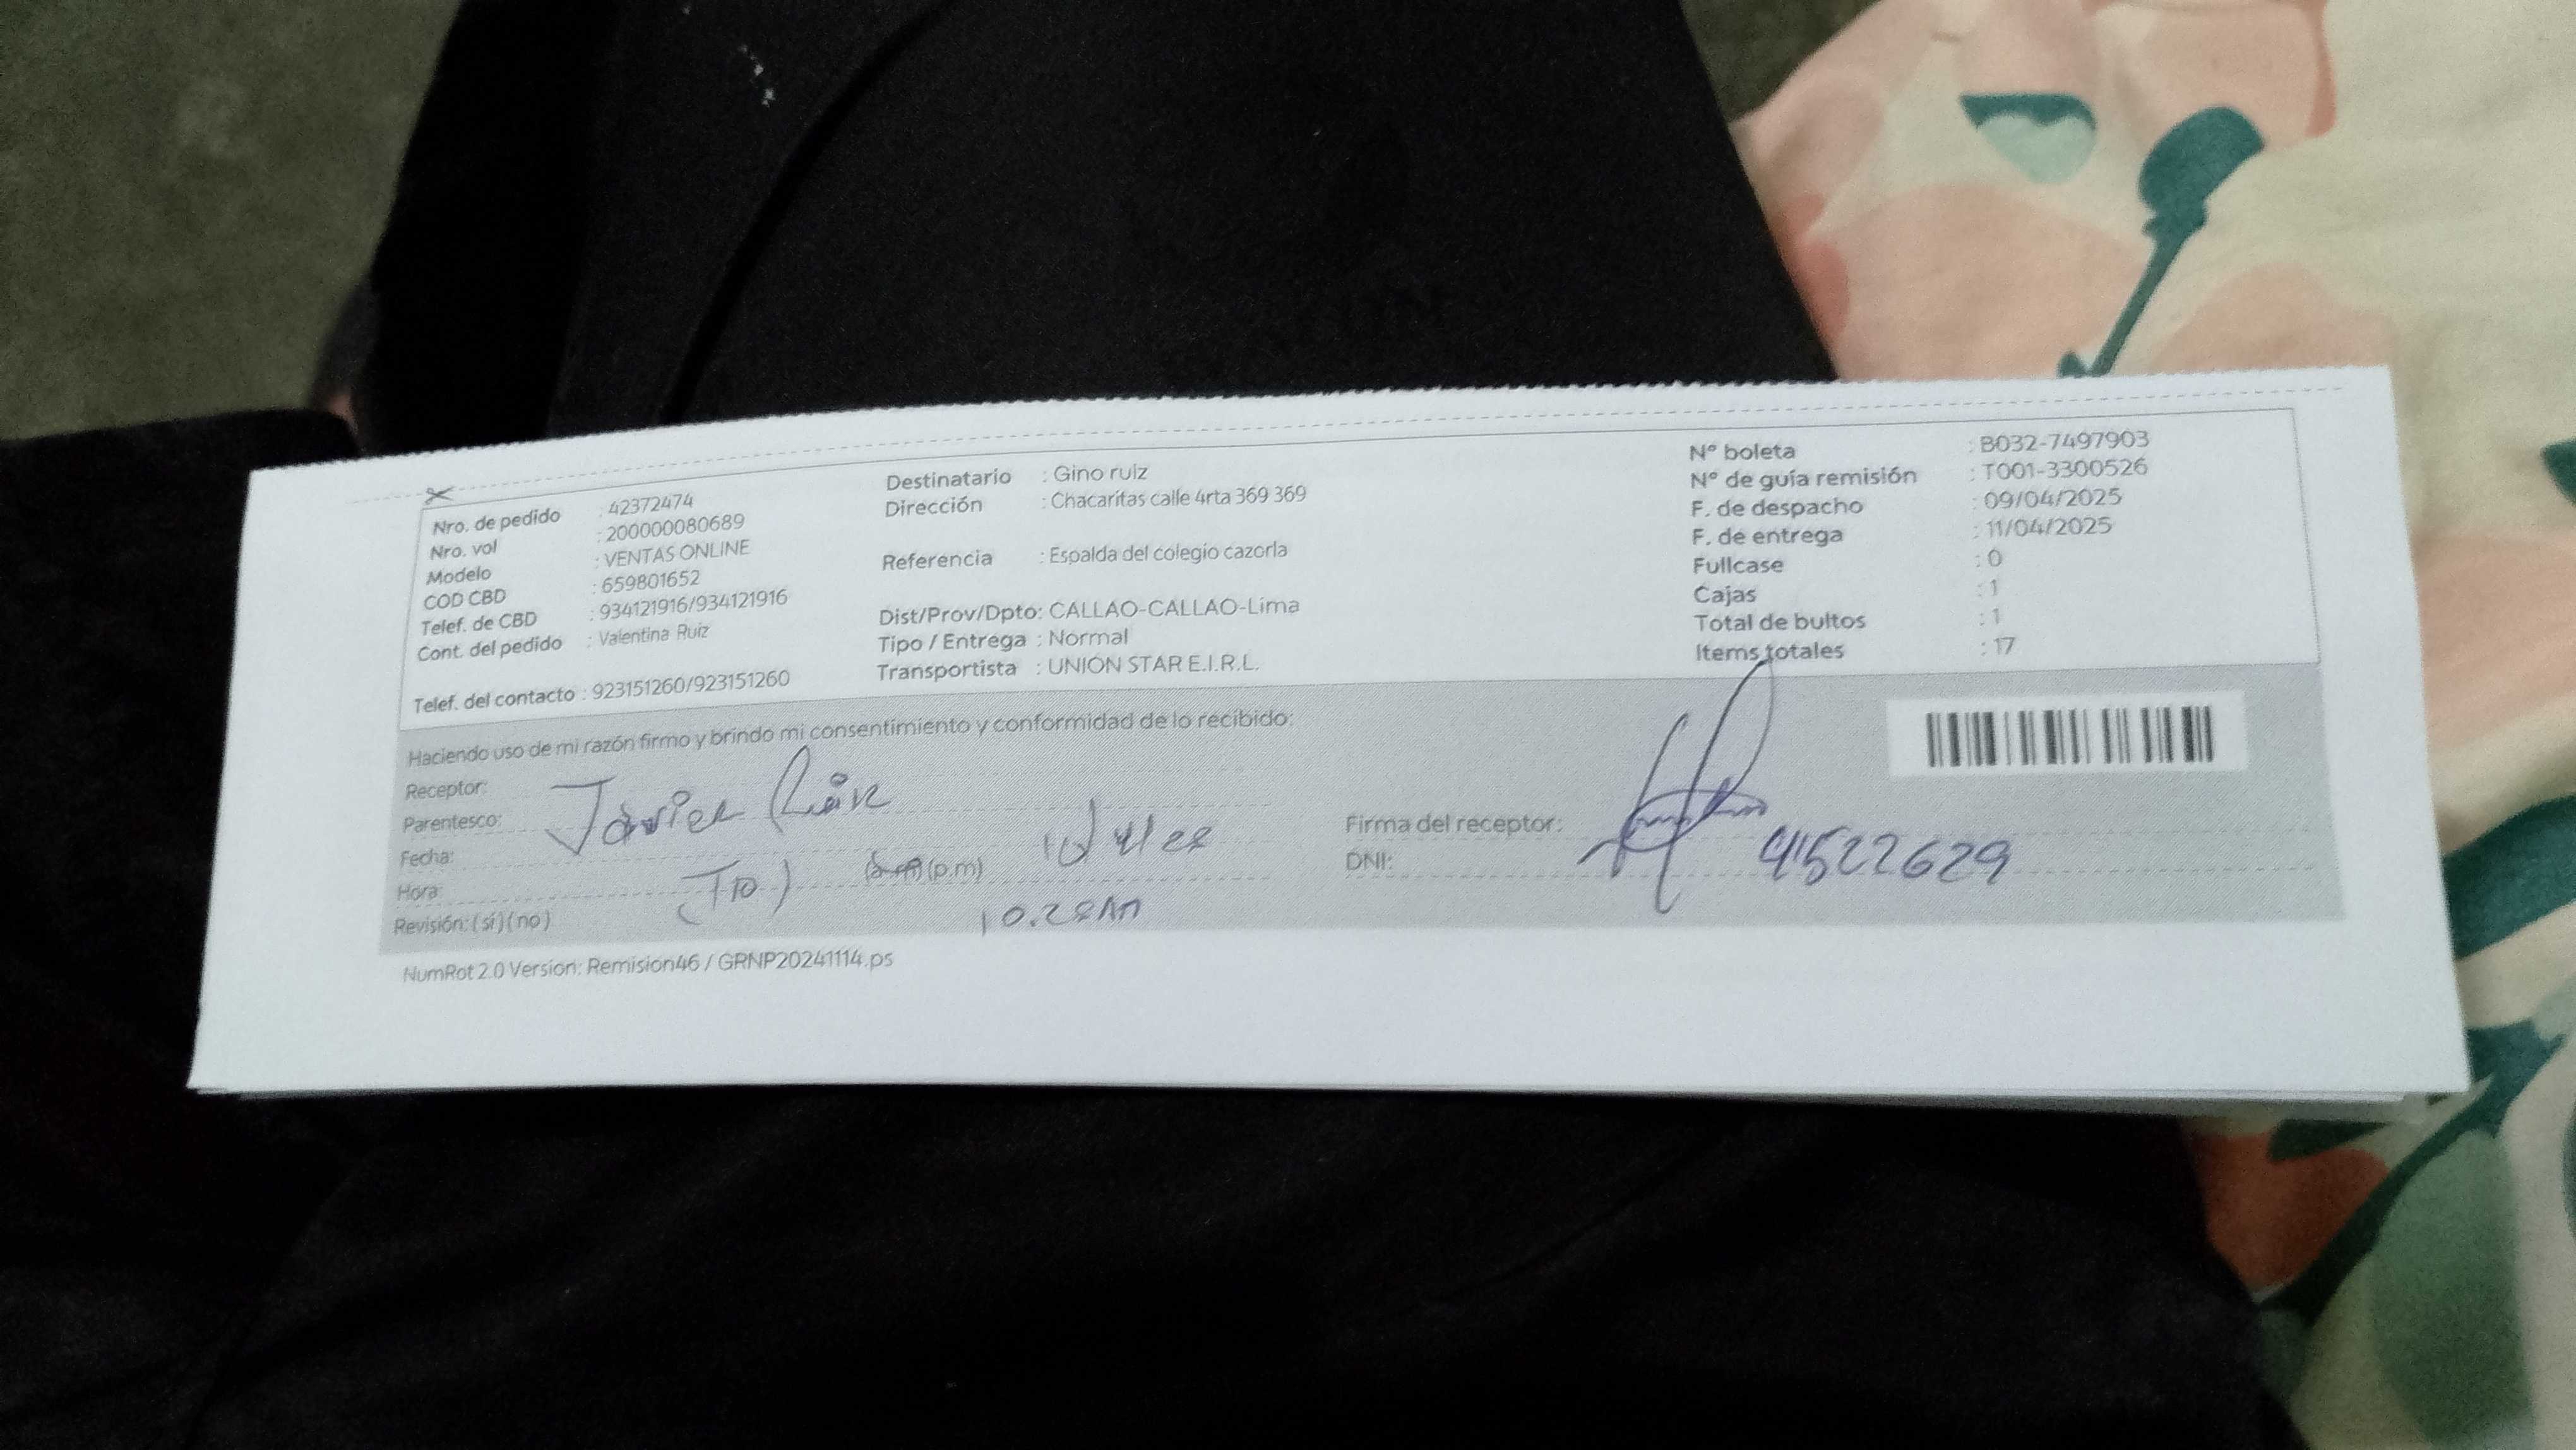 Nro. de pedido : 42372474
Nro. vol : 200000080689
Modelo : VENTAS ONLINE
COD CBD : 659801652
Telef. de CBD : 934121916/934121916
Cont. del pedido : Valentina Ruiz
Telef. del contacto : 923151260/923151260
Destinatario : Gino ruiz
Dirección : Chacaritas calle 4rta 369 369
Referencia : Espalda del colegio cazorla
Dist/Prov/Dpto: CALLAO-CALLAO-Lima
Tipo / Entrega : Normal
Transportista : UNION STAR E.I.R.L.
Nº boleta : B032-7497903
Nº de guía remisión : T001-3300526
F. de despacho : 09/04/2025
F. de entrega : 11/04/2025
Fullcase : 0
Cajas : 1
Total de bultos : 1
Items totales : 17
Haciendo uso de mi razón firmo y brindo mi consentimiento y conformidad de lo recibido:
Receptor: Javier
Parentesco:
Fecha:
Hora: (p.m)
Revisión: (sí) (no)
Firma del receptor:
DNI: 41522629
NumRot 2.0 Version: Remision46 / GRNP20241114.ps